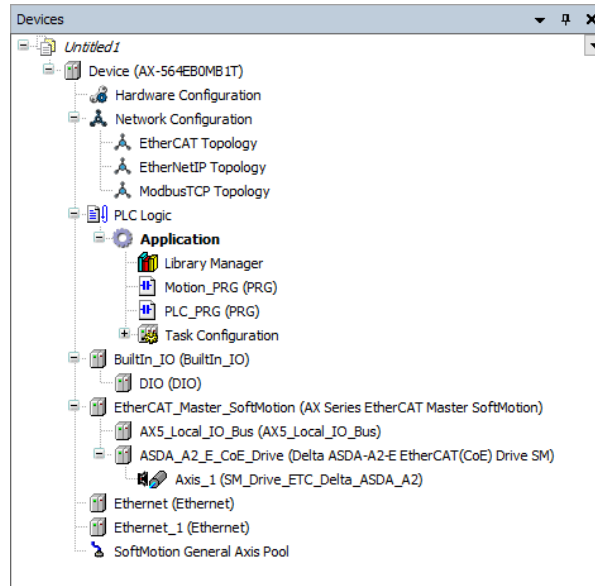 Devices
Untitled1
Device (AX-564EB0MB1T)
Hardware Configuration
Network Configuration
EtherCAT Topology
EtherNetIP Topology
ModbusTCP Topology
PLC Logic
Application
Library Manager
Motion_PRG (PRG)
PLC_PRG (PRG)
Task Configuration
BuiltIn_IO (BuiltIn_IO)
DIO (DIO)
EtherCAT_Master_SoftMotion (AX Series EtherCAT Master SoftMotion)
AX5_Local_IO_Bus (AX5_Local_IO_Bus)
ASDA_A2_E_CoE_Drive (Delta ASDA-A2-E EtherCAT(CoE) Drive SM)
Axis_1 (SM_Drive_ETC_Delta_ASDA_A2)
Ethernet (Ethernet)
Ethernet_1 (Ethernet)
SoftMotion General Axis Pool